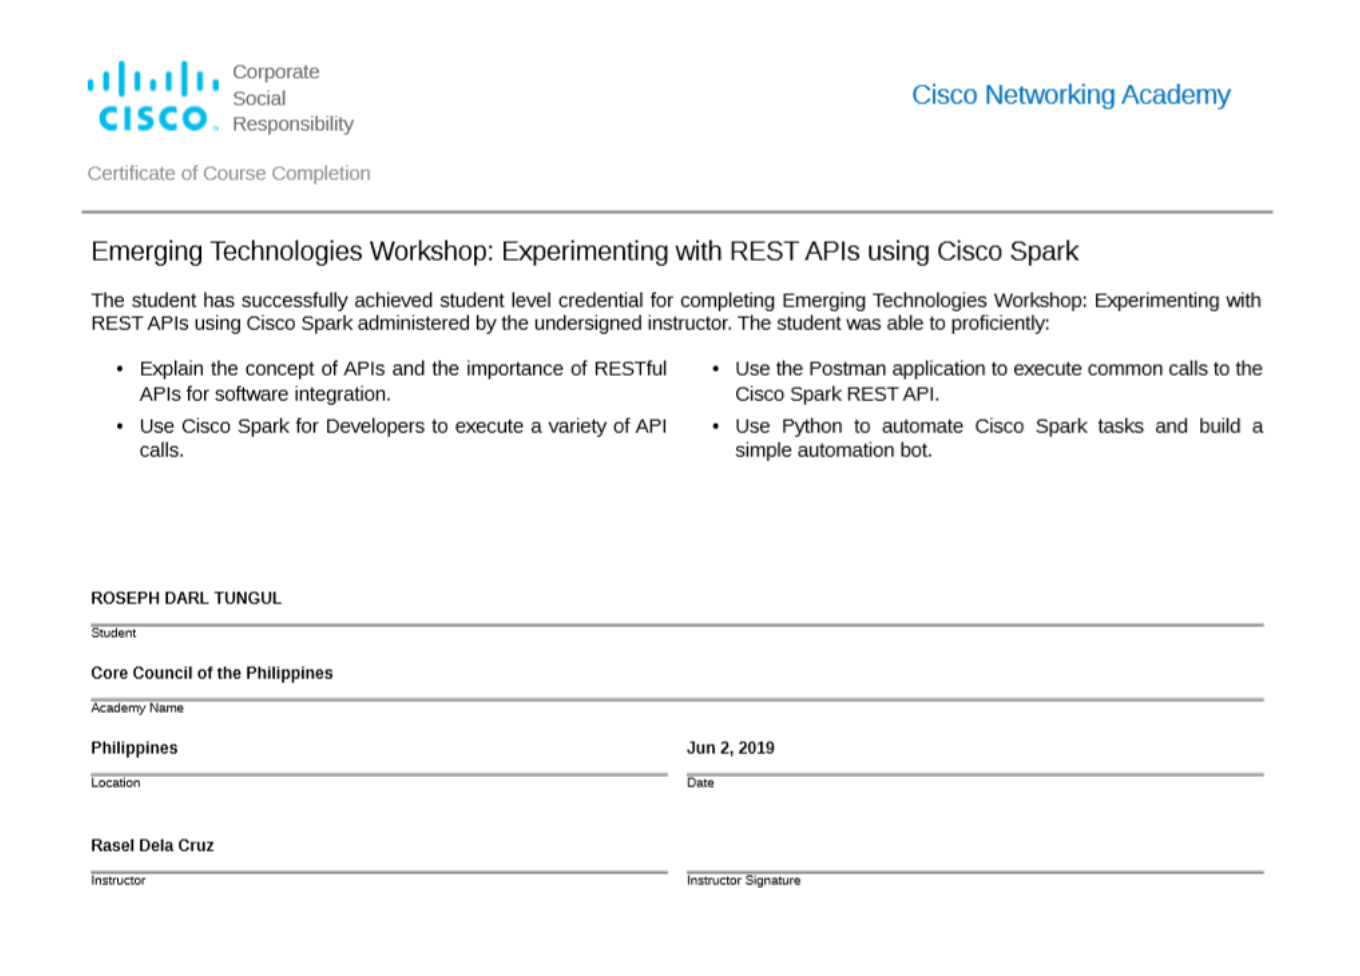 CISCO
Corporate
Social
Responsibility
Cisco Networking Academy
Certificate of Course Completion
Emerging Technologies Workshop: Experimenting with REST APIs using Cisco Spark
The student has successfully achieved student level credential for completing Emerging Technologies Workshop: Experimenting with
REST APIs using Cisco Spark administered by the undersigned instructor. The student was able to proficiently:
• Explain the concept of APIs and the importance of RESTful
APIs for software integration.
• Use Cisco Spark for Developers to execute a variety of API
calls.
• Use the Postman application to execute common calls to the
Cisco Spark REST API.
• Use Python to automate Cisco Spark tasks and build a
simple automation bot.
ROSEPH DARL TUNGUL
Student
Core Council of the Philippines
Academy Name
Philippines
Location
Jun 2, 2019
Date
Rasel Dela Cruz
Instructor
Instructor Signature